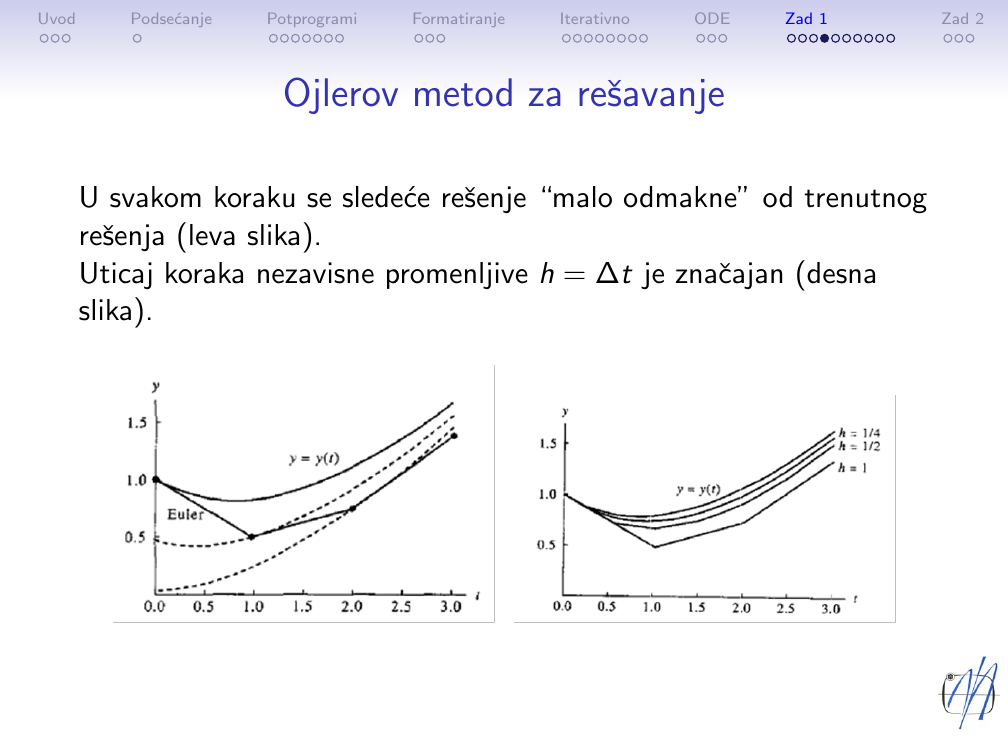 Uvod Podsećanje Potprogrami Formatiranje Iterativno ODE Zad 1 Zad 2
Ojlerov metod za rešavanje
U svakom koraku se sledeće rešenje “malo odmakne” od trenutnog
rešenja (leva slika).
Uticaj koraka nezavisne promenljive h = Δt je značajan (desna
slika).
y
1.5
y = y(t)
1.0
Euler
0.5
0.0 0.5 1.0 1.5 2.0 2.5 3.0 t
y
h = 1/4
1.5
h = 1/2
h = 1
1.0
y = y(t)
0.5
0.0 0.5 1.0 1.5 2.0 2.5 3.0 t